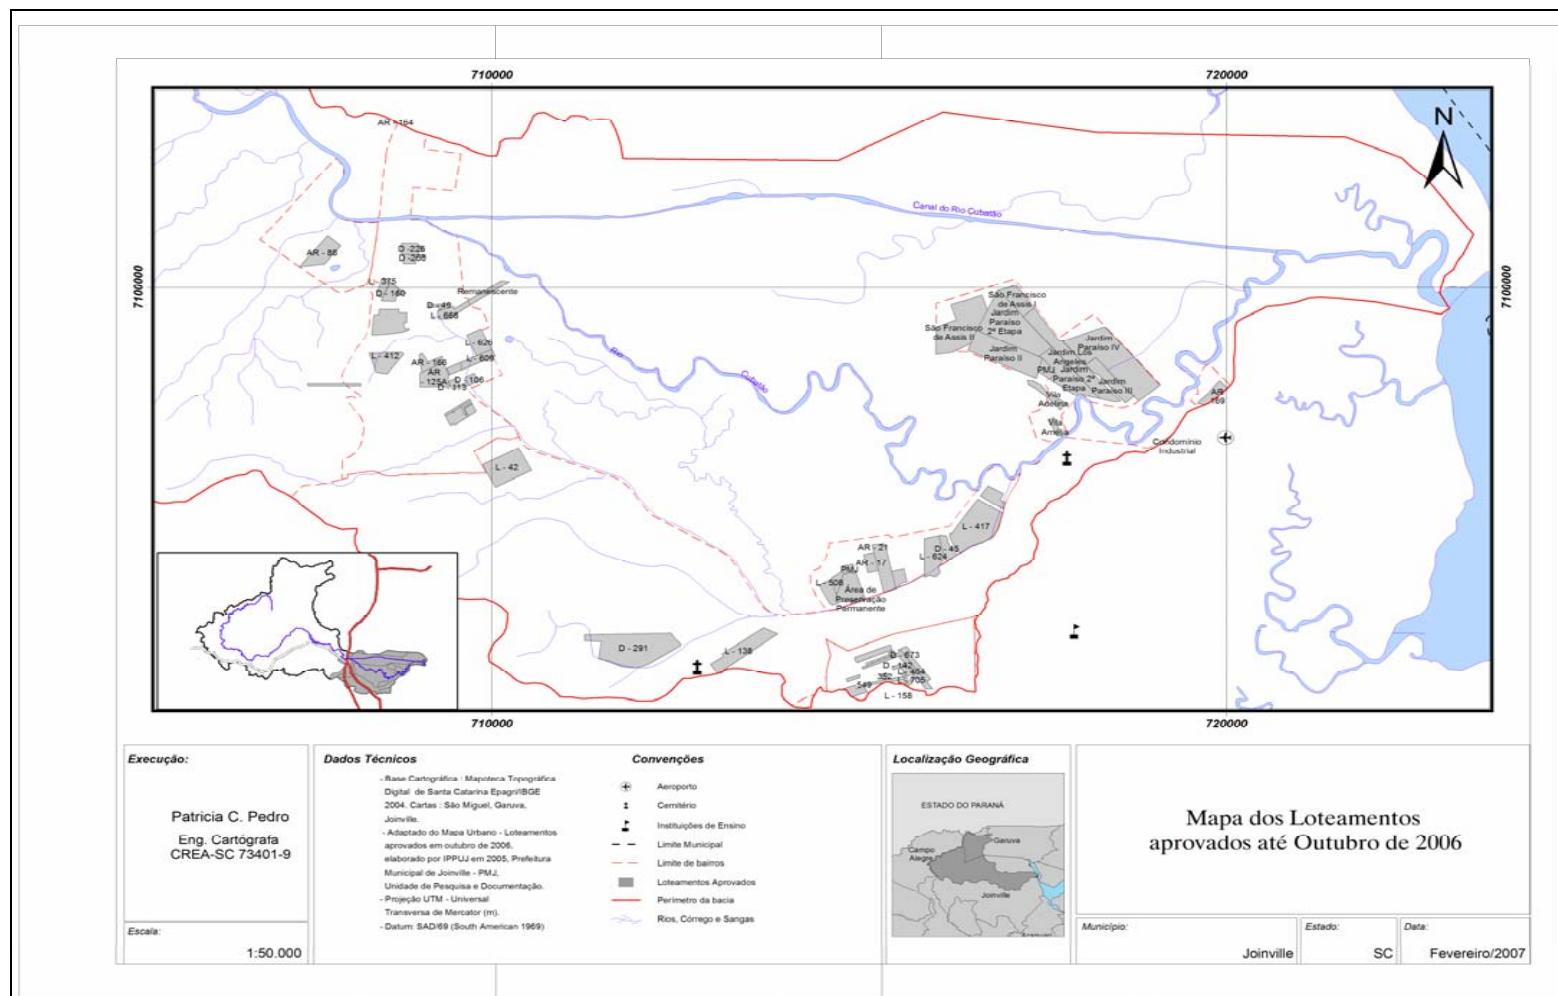 710000
720000
AR - 164
N
Canal do Rio Cubatão
AR - 86
D -226
D -268
7100000
7100000
L - 375
D - 160
Remanescente
D - 49
L - 668
São Francisco
de Assis I
Jardim
Paraíso
2ª Etapa
São Francisco
de Assis II
Jardim
Paraíso II
Jardim
Paraíso IV
Jardim Los
Angeles
PMJ
Jardim
Paraíso 2ª
Etapa
Jardim
Paraíso III
L - 626
L - 609
L - 412
AR - 166
AR
- 125A
D - 106
D - 113
Rio
Cubatão
Vila
Adelina
Vila
Amélia
AR
- 169
Condomínio
Industrial
L - 42
L - 417
AR - 21
AR - 17
D - 45
L - 624
PMJ
L - 508
Área de
Preservação
Permanente
D - 291
L - 138
D - 673
D - 142
L - 464
352
L - 705
549
L - 158
710000
720000
Execução:
Patricia C. Pedro
Eng. Cartógrafa
CREA-SC 73401-9
Escala:
1:50.000
Dados Técnicos
- Base Cartográfica : Mapoteca Topográfica
Digital de Santa Catarina Epagri/IBGE
2004. Cartas : São Miguel, Garuva,
Joinville.
- Adaptado do Mapa Urbano - Loteamentos
aprovados em outubro de 2006,
elaborado por IPPUJ em 2005, Prefeitura
Municipal de Joinville - PMJ,
Unidade de Pesquisa e Documentação.
- Projeção UTM - Universal
Transversa de Mercator (m).
- Datum: SAD/69 (South American 1969)
Convenções
Aeroporto
Cemitério
Instituições de Ensino
Limite Municipal
Limite de bairros
Loteamentos Aprovados
Perímetro da bacia
Rios, Córrego e Sangas
Localização Geográfica
ESTADO DO PARANÁ
Garuva
Campo
Alegre
Joinville
Mapa dos Loteamentos
aprovados até Outubro de 2006
Município:
Joinville
Estado:
SC
Data:
Fevereiro/2007